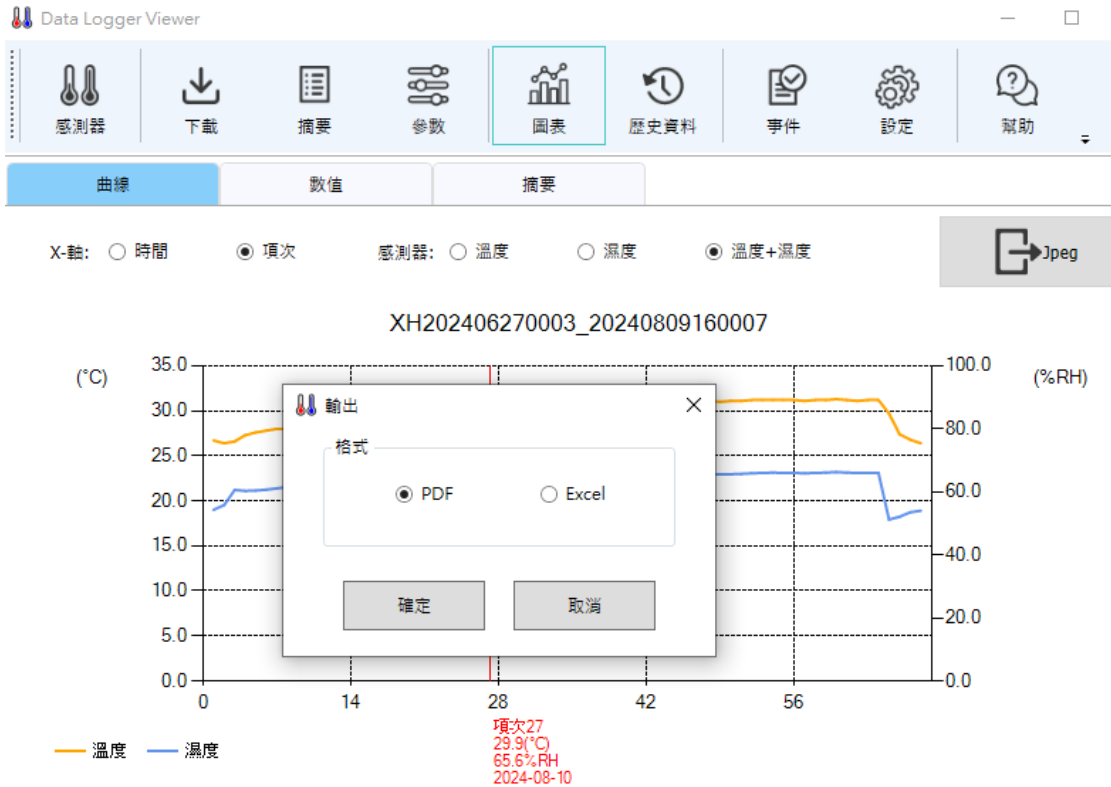 Data Logger Viewer
感測器 下載 摘要 參數 圖表 歷史資料 事件 設定 幫助
曲線 數值 摘要
X-軸: 時間 項次 感測器: 溫度 濕度 溫度+濕度 Jpeg
XH202406270003_20240809160007
(°C) 35.0 100.0 (%RH)
輸出
30.0
80.0
格式
25.0
PDF Excel
20.0 60.0
15.0
40.0
10.0 確定 取消
20.0
5.0
0.0 0.0
0 14 28 42 56
項次27
29.9(°C)
溫度 濕度
65.6%RH
2024-08-10